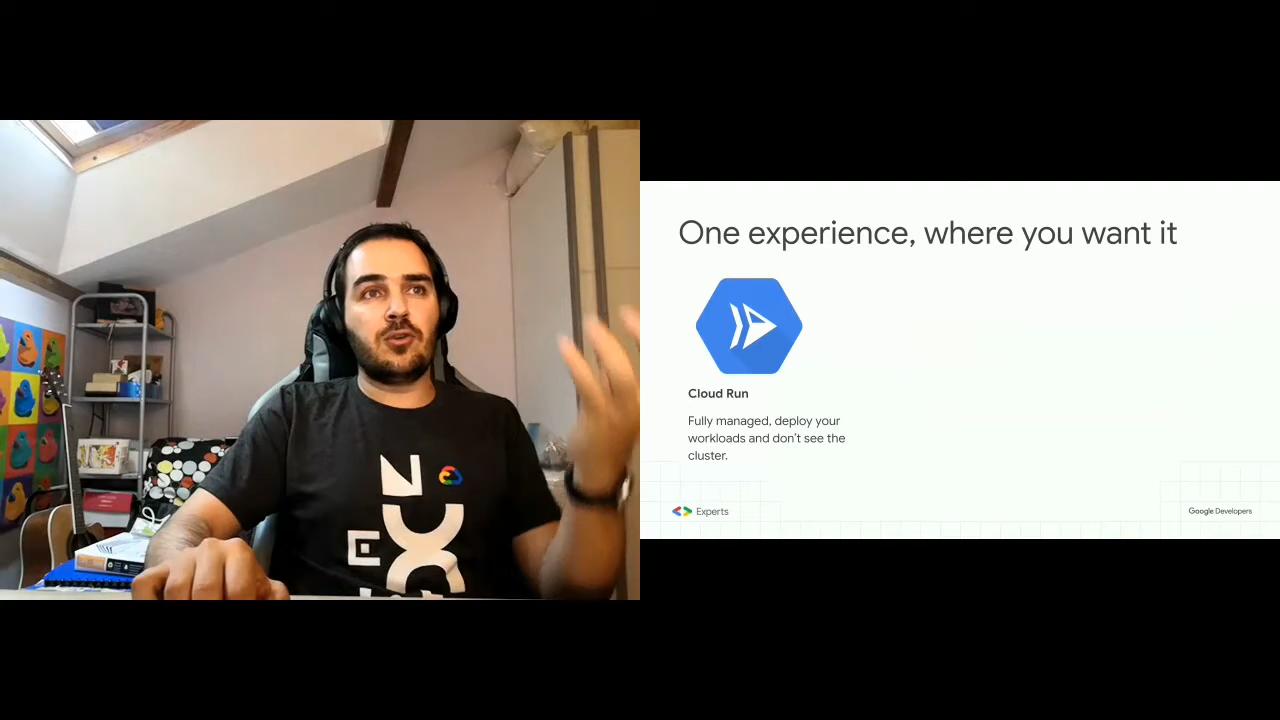 One experience, where you want it
Cloud Run
Fully managed, deploy your
workloads and don't see the
cluster.
Experts
Google Developers